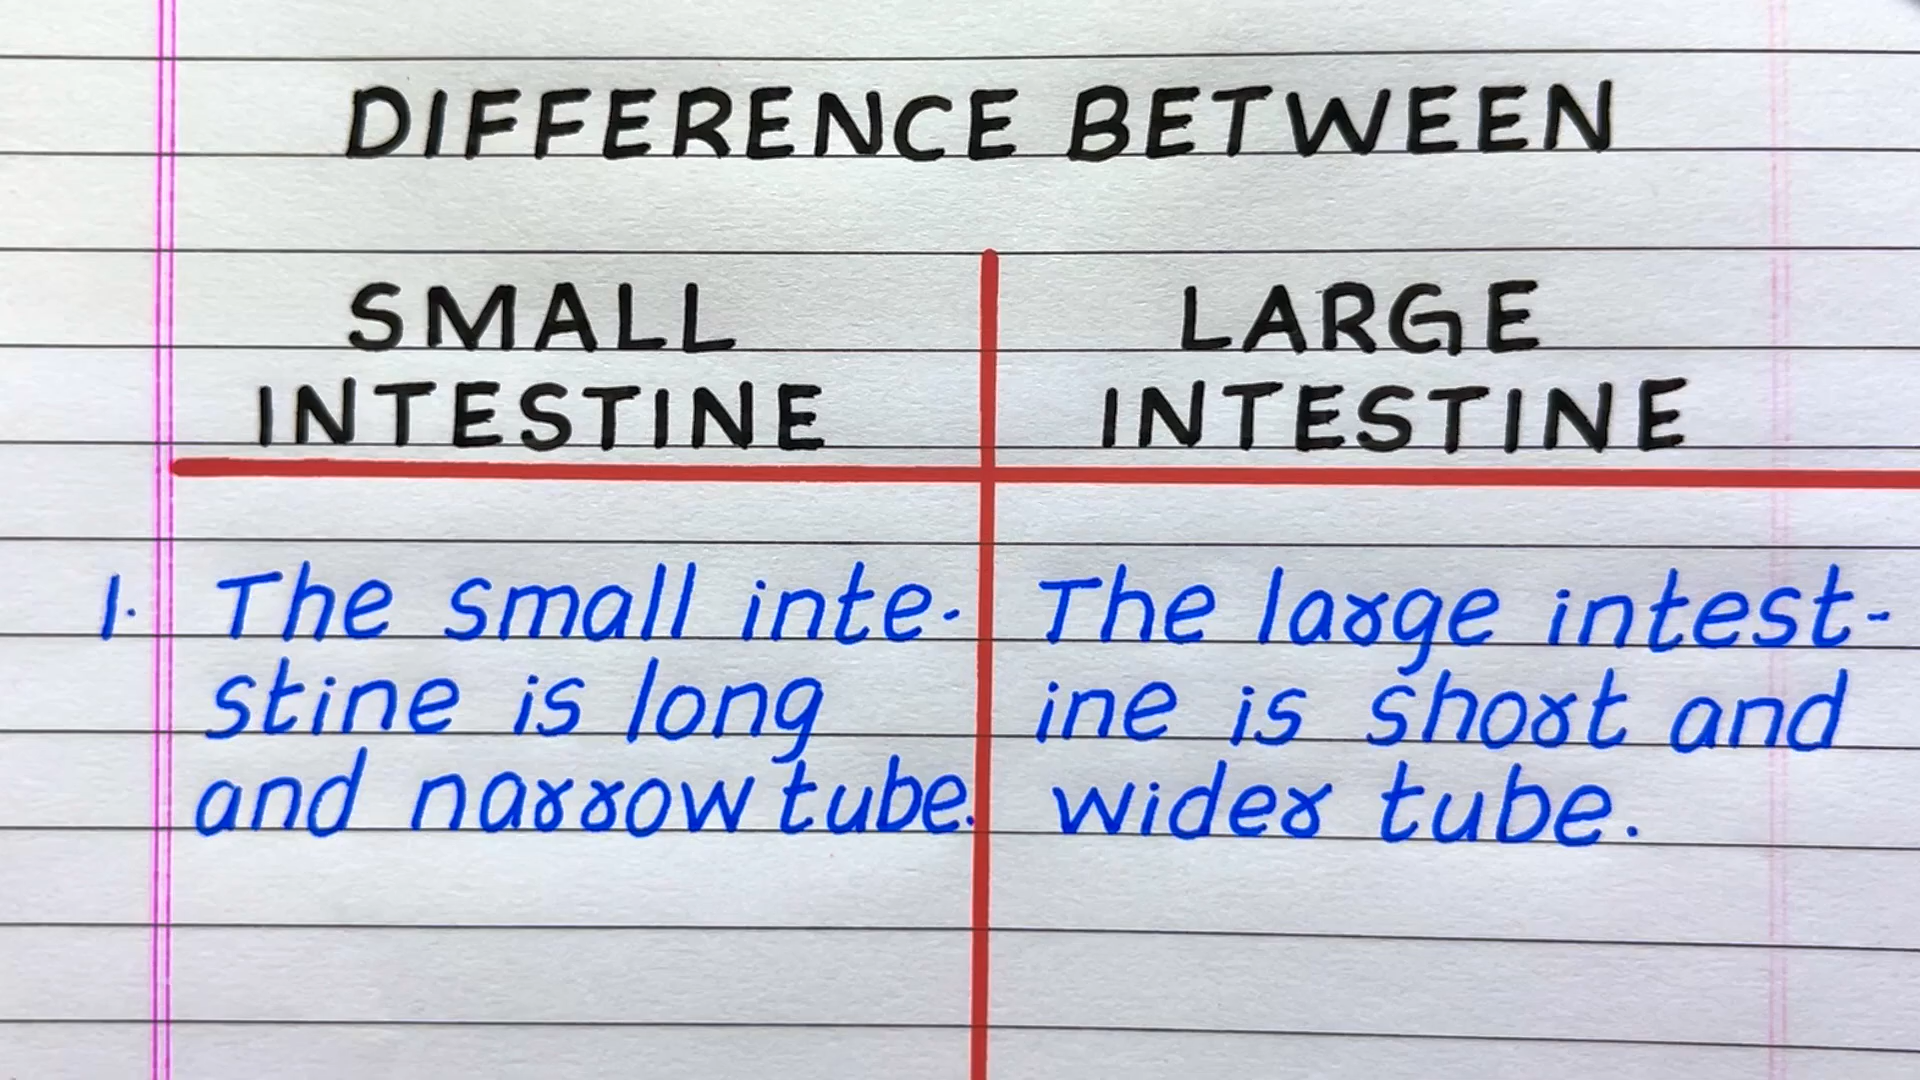 DIFFERENCE BETWEEN
SMALL
INTESTINE
LARGE
INTESTINE
1. The small inte-
stine is long
and narrow tube.
The large intest-
ine is short and
wider tube.